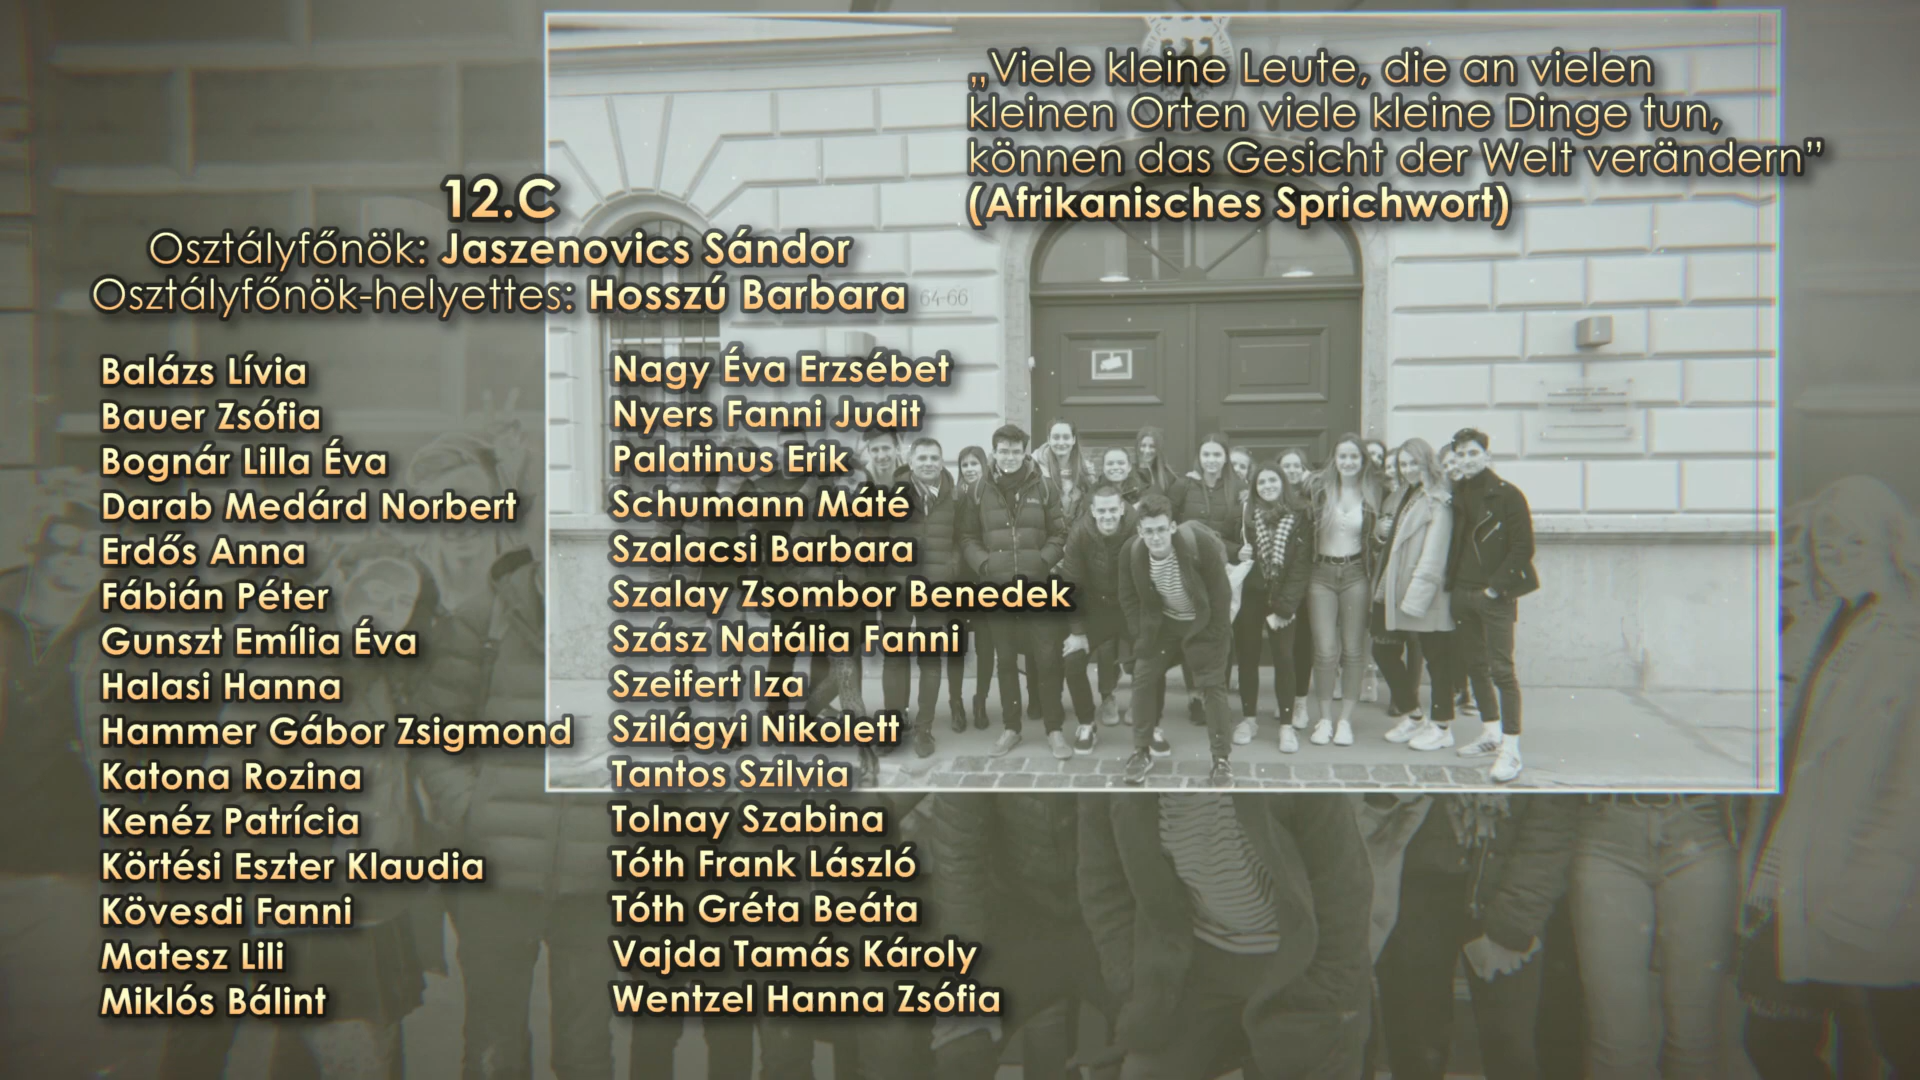 „Viele kleine Leute, die an vielen
kleinen Orten viele kleine Dinge tun,
können das Gesicht der Welt verändern”
(Afrikanisches Sprichwort)
12.C
Osztályfőnök: Jaszenovics Sándor
Osztályfőnök-helyettes: Hosszú Barbara
64-66
Balázs Lívia
Bauer Zsófia
Bognár Lilla Éva
Darab Medárd Norbert
Erdős Anna
Fábián Péter
Gunszt Emília Éva
Halasi Hanna
Hammer Gábor Zsigmond
Katona Rozina
Kenéz Patrícia
Körtési Eszter Klaudia
Kövesdi Fanni
Matesz Lili
Miklós Bálint
Nagy Éva Erzsébet
Nyers Fanni Judit
Palatinus Erik
Schumann Máté
Szalacsi Barbara
Szalay Zsombor Benedek
Szász Natália Fanni
Szeifert Iza
Szilágyi Nikolett
Tantos Szilvia
Tolnay Szabina
Tóth Frank László
Tóth Gréta Beáta
Vajda Tamás Károly
Wentzel Hanna Zsófia